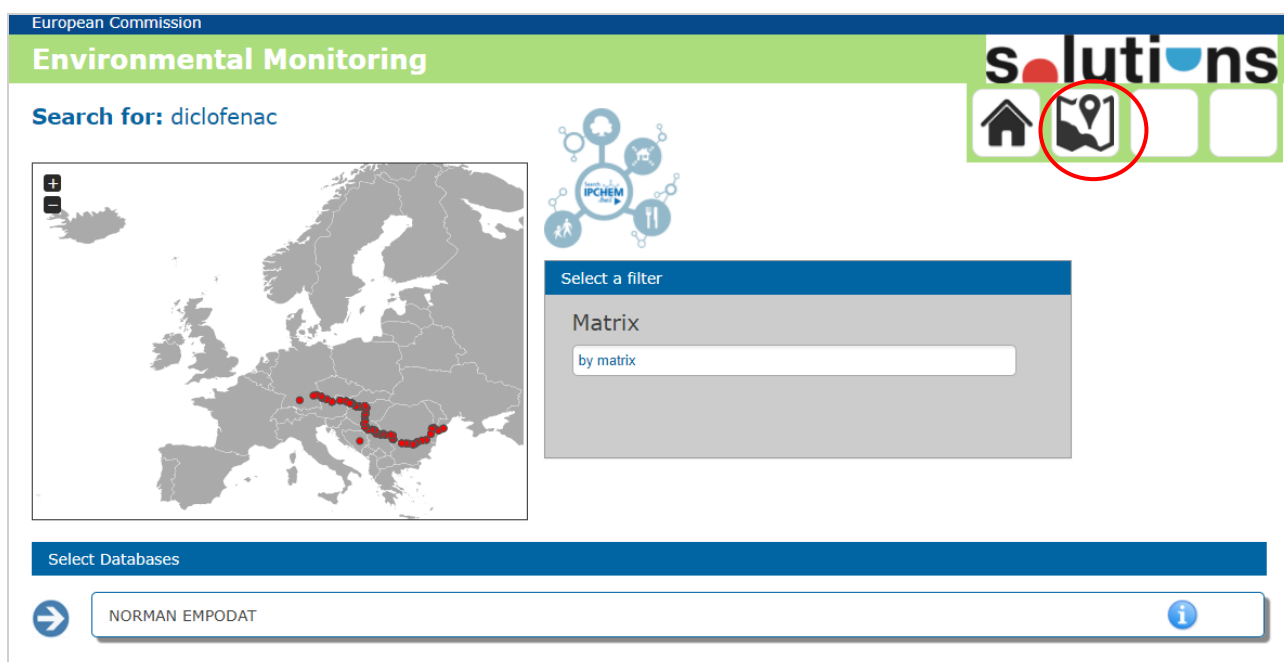 European Commission
Environmental Monitoring
solutions
Search for: diclofenac
+
−
Search
IPCHEM
Select a filter
Matrix
by matrix
Select Databases
NORMAN EMPODAT
i